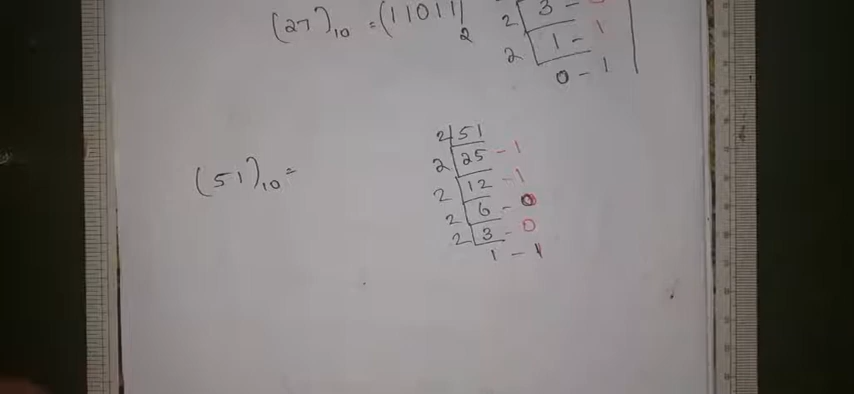 (27)10 = (11011)2
2 3 - 0
2 1 - 1
0 - 1
(51)10 =
2 51
2 25 - 1
2 12 - 1
2 6 - 0
2 3 - 0
1 - 1